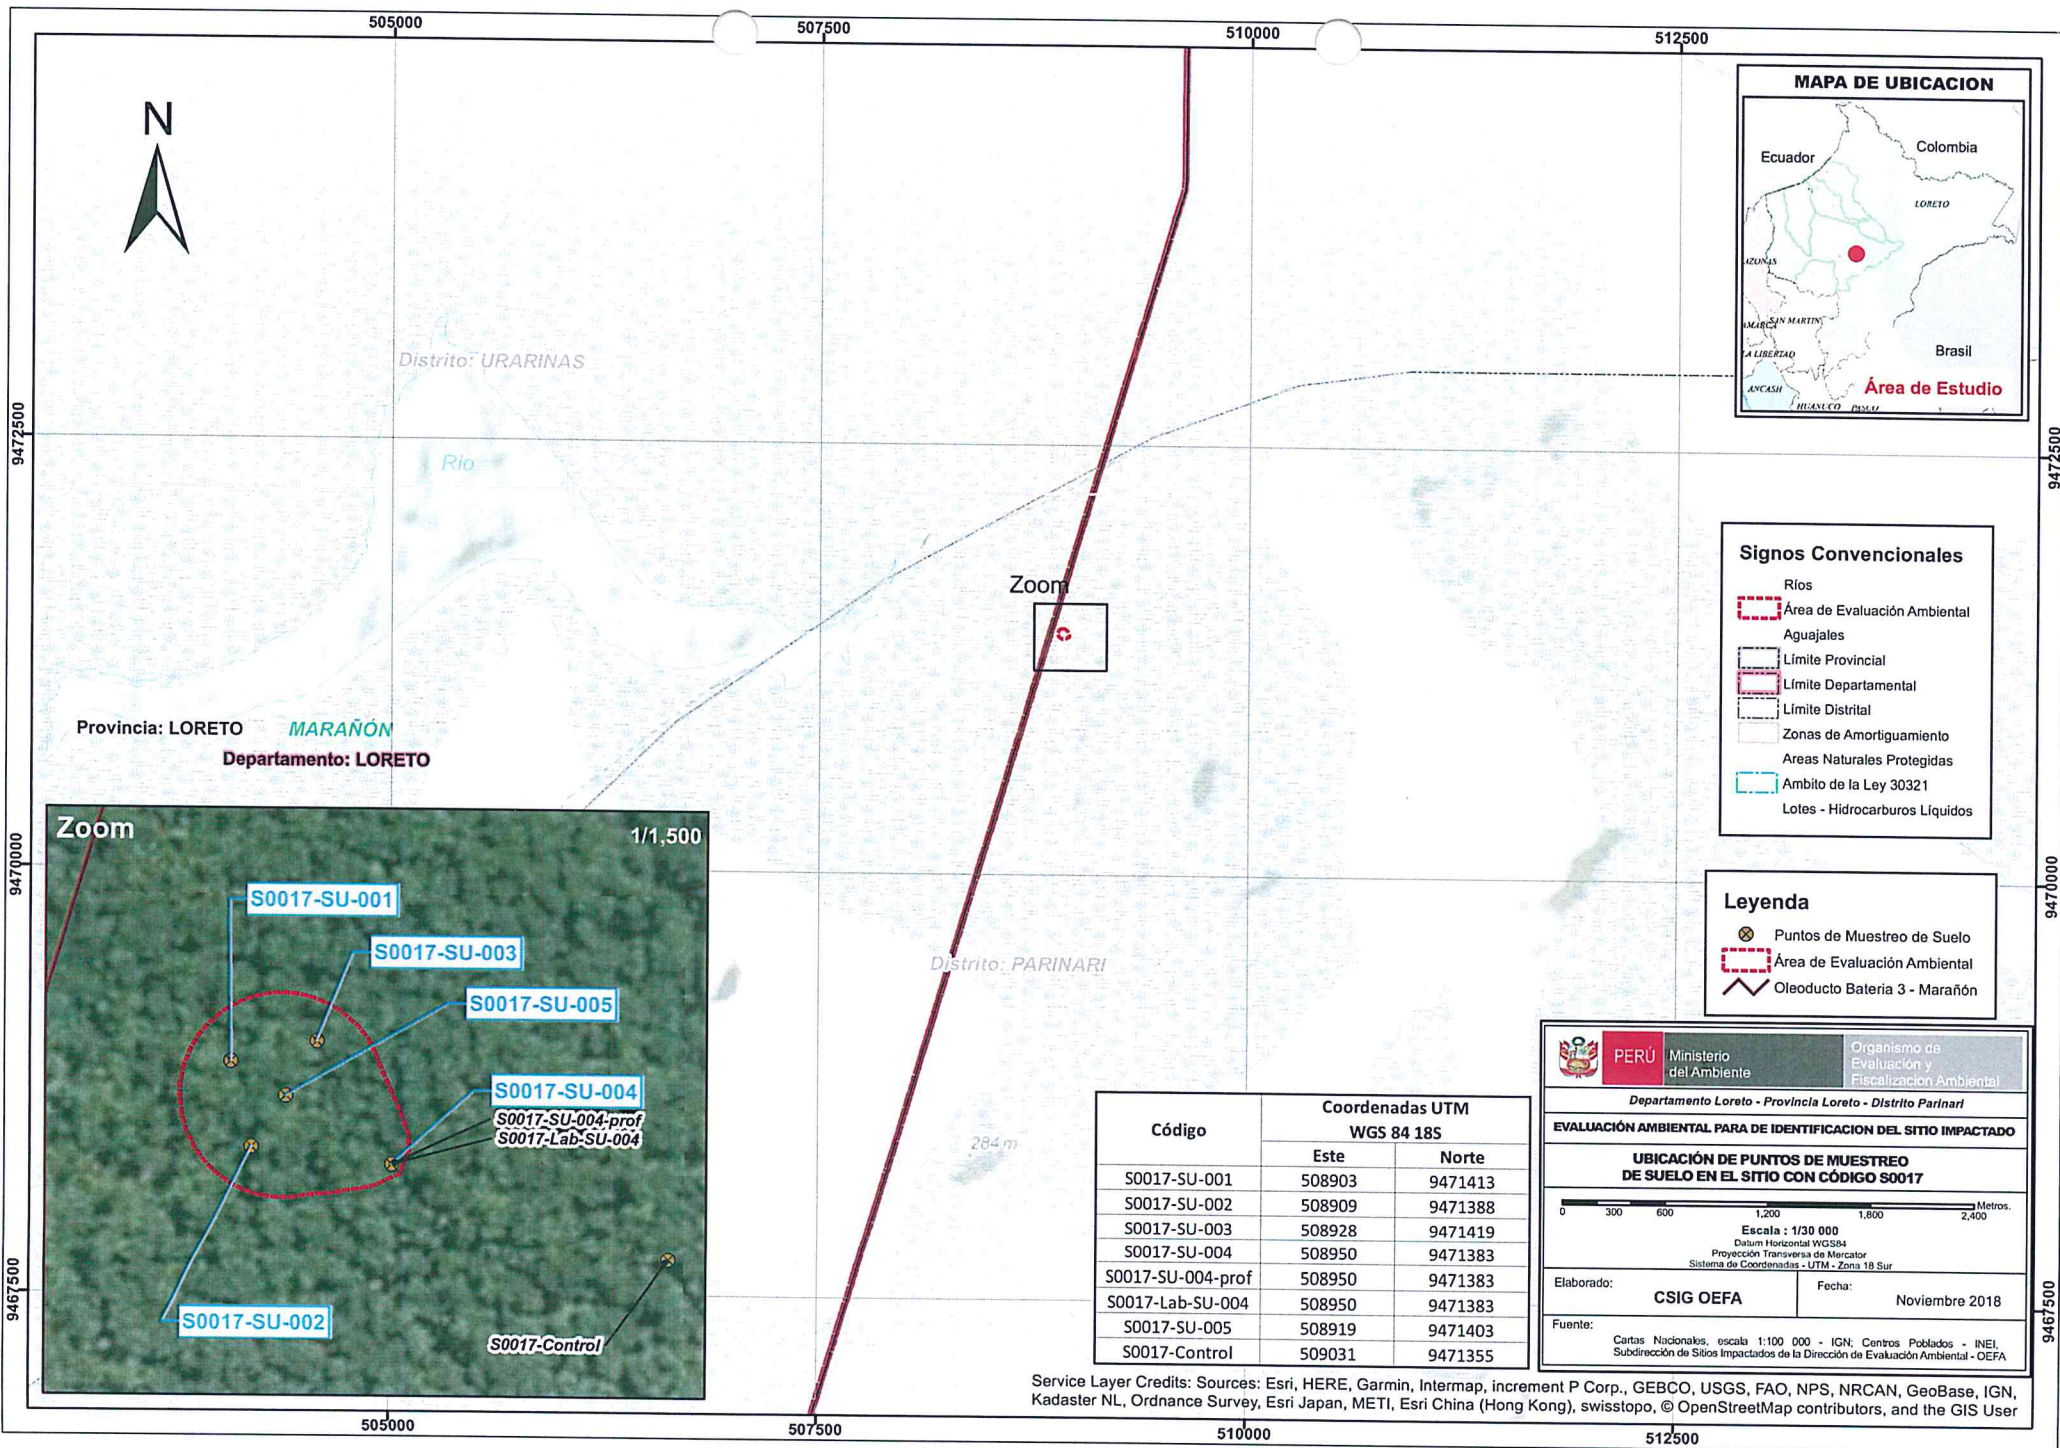 505000
507500
510000
512500
N
MAPA DE UBICACION
Ecuador
Colombia
LORETO
AZONAS
AMARCA
SAN MARTIN
LA LIBERTAD
Brasil
ANCASH
Área de Estudio
HUANUCO
PASCO
Distrito: URARINAS
9472500
9472500
Rio
Zoom
Signos Convencionales
Ríos
Área de Evaluación Ambiental
Aguajales
Límite Provincial
Límite Departamental
Límite Distrital
Zonas de Amortiguamiento
Areas Naturales Protegidas
Ambito de la Ley 30321
Lotes - Hidrocarburos Líquidos
Provincia: LORETO
MARAÑÓN
Departamento: LORETO
Zoom
1/1,500
9470000
9470000
S0017-SU-001
S0017-SU-003
S0017-SU-005
S0017-SU-004
S0017-SU-004-prof
S0017-Lab-SU-004
S0017-SU-002
S0017-Control
Leyenda
Puntos de Muestreo de Suelo
Área de Evaluación Ambiental
Oleoducto Bateria 3 - Marañón
Distrito: PARINARI
284 m
Código
Coordenadas UTM
WGS 84 18S
Este Norte
S0017-SU-001 508903 9471413
S0017-SU-002 508909 9471388
S0017-SU-003 508928 9471419
S0017-SU-004 508950 9471383
S0017-SU-004-prof 508950 9471383
S0017-Lab-SU-004 508950 9471383
S0017-SU-005 508919 9471403
S0017-Control 509031 9471355
PERÚ
Ministerio
del Ambiente
Organismo de
Evaluación y
Fiscalización Ambiental
Departamento Loreto - Provincia Loreto - Distrito Parinari
EVALUACIÓN AMBIENTAL PARA DE IDENTIFICACION DEL SITIO IMPACTADO
UBICACIÓN DE PUNTOS DE MUESTREO
DE SUELO EN EL SITIO CON CÓDIGO S0017
0 300 600 1,200 1,800 2,400 Metros.
Escala : 1/30 000
Datum Horizontal WGS84
Proyección Transversa de Mercator
Sistema de Coordenadas - UTM - Zona 18 Sur
Elaborado:
CSIG OEFA
Fecha:
Noviembre 2018
Fuente:
Cartas Nacionales, escala 1:100 000 - IGN; Centros Poblados - INEI,
Subdirección de Sitios Impactados de la Dirección de Evaluación Ambiental - OEFA
9467500
9467500
Service Layer Credits: Sources: Esri, HERE, Garmin, Intermap, increment P Corp., GEBCO, USGS, FAO, NPS, NRCAN, GeoBase, IGN,
Kadaster NL, Ordnance Survey, Esri Japan, METI, Esri China (Hong Kong), swisstopo, © OpenStreetMap contributors, and the GIS User
505000
507500
510000
512500